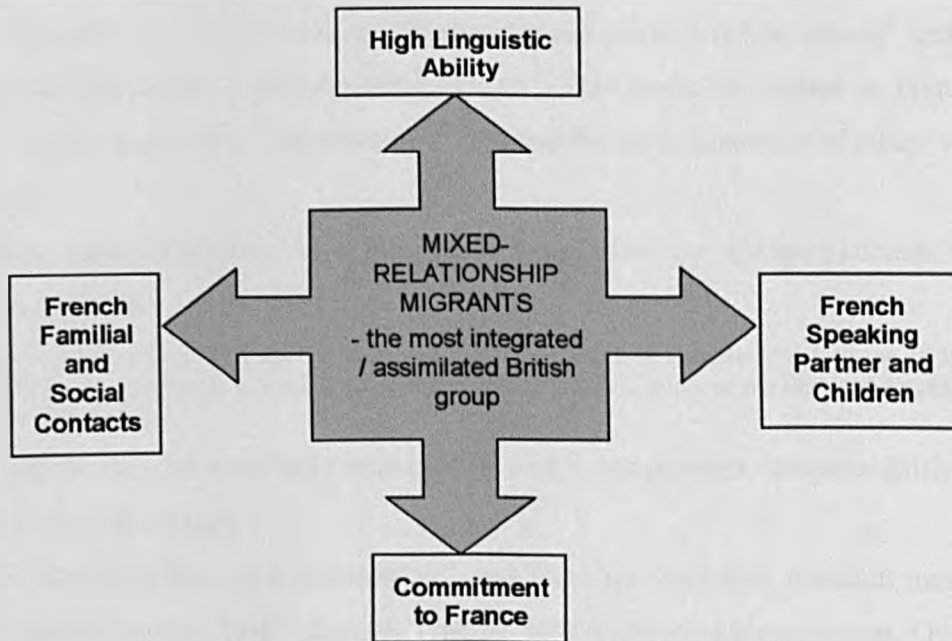 High Linguistic
Ability
MIXED-
RELATIONSHIP
MIGRANTS
- the most integrated
/ assimilated British
group
French
Familial
and
Social
Contacts
French
Speaking
Partner and
Children
Commitment
to France